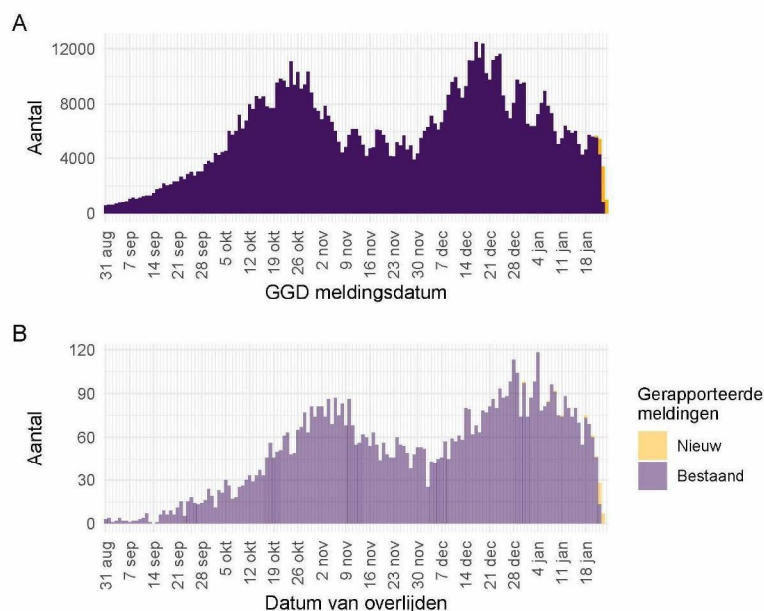 A
12000
8000
4000
0
Aantal
31 aug
7 sep
14 sep
21 sep
28 sep
5 okt
12 okt
19 okt
26 okt
2 nov
9 nov
16 nov
23 nov
30 nov
7 dec
14 dec
21 dec
28 dec
4 jan
11 jan
18 jan
GGD meldingsdatum
B
120
90
60
30
0
Aantal
31 aug
7 sep
14 sep
21 sep
28 sep
5 okt
12 okt
19 okt
26 okt
2 nov
9 nov
16 nov
23 nov
30 nov
7 dec
14 dec
21 dec
28 dec
4 jan
11 jan
18 jan
Datum van overlijden
Gerapporteerde
meldingen
Nieuw
Bestaand